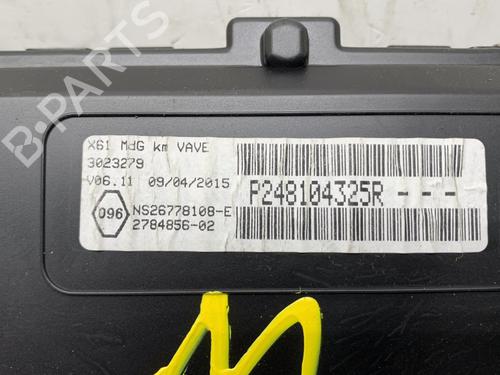 B-PARTS
X61 MdG km VAVE
3023279
V06.11 09/04/2015
P248104325R - - -
096
NS26778108-E
2784856-02
W